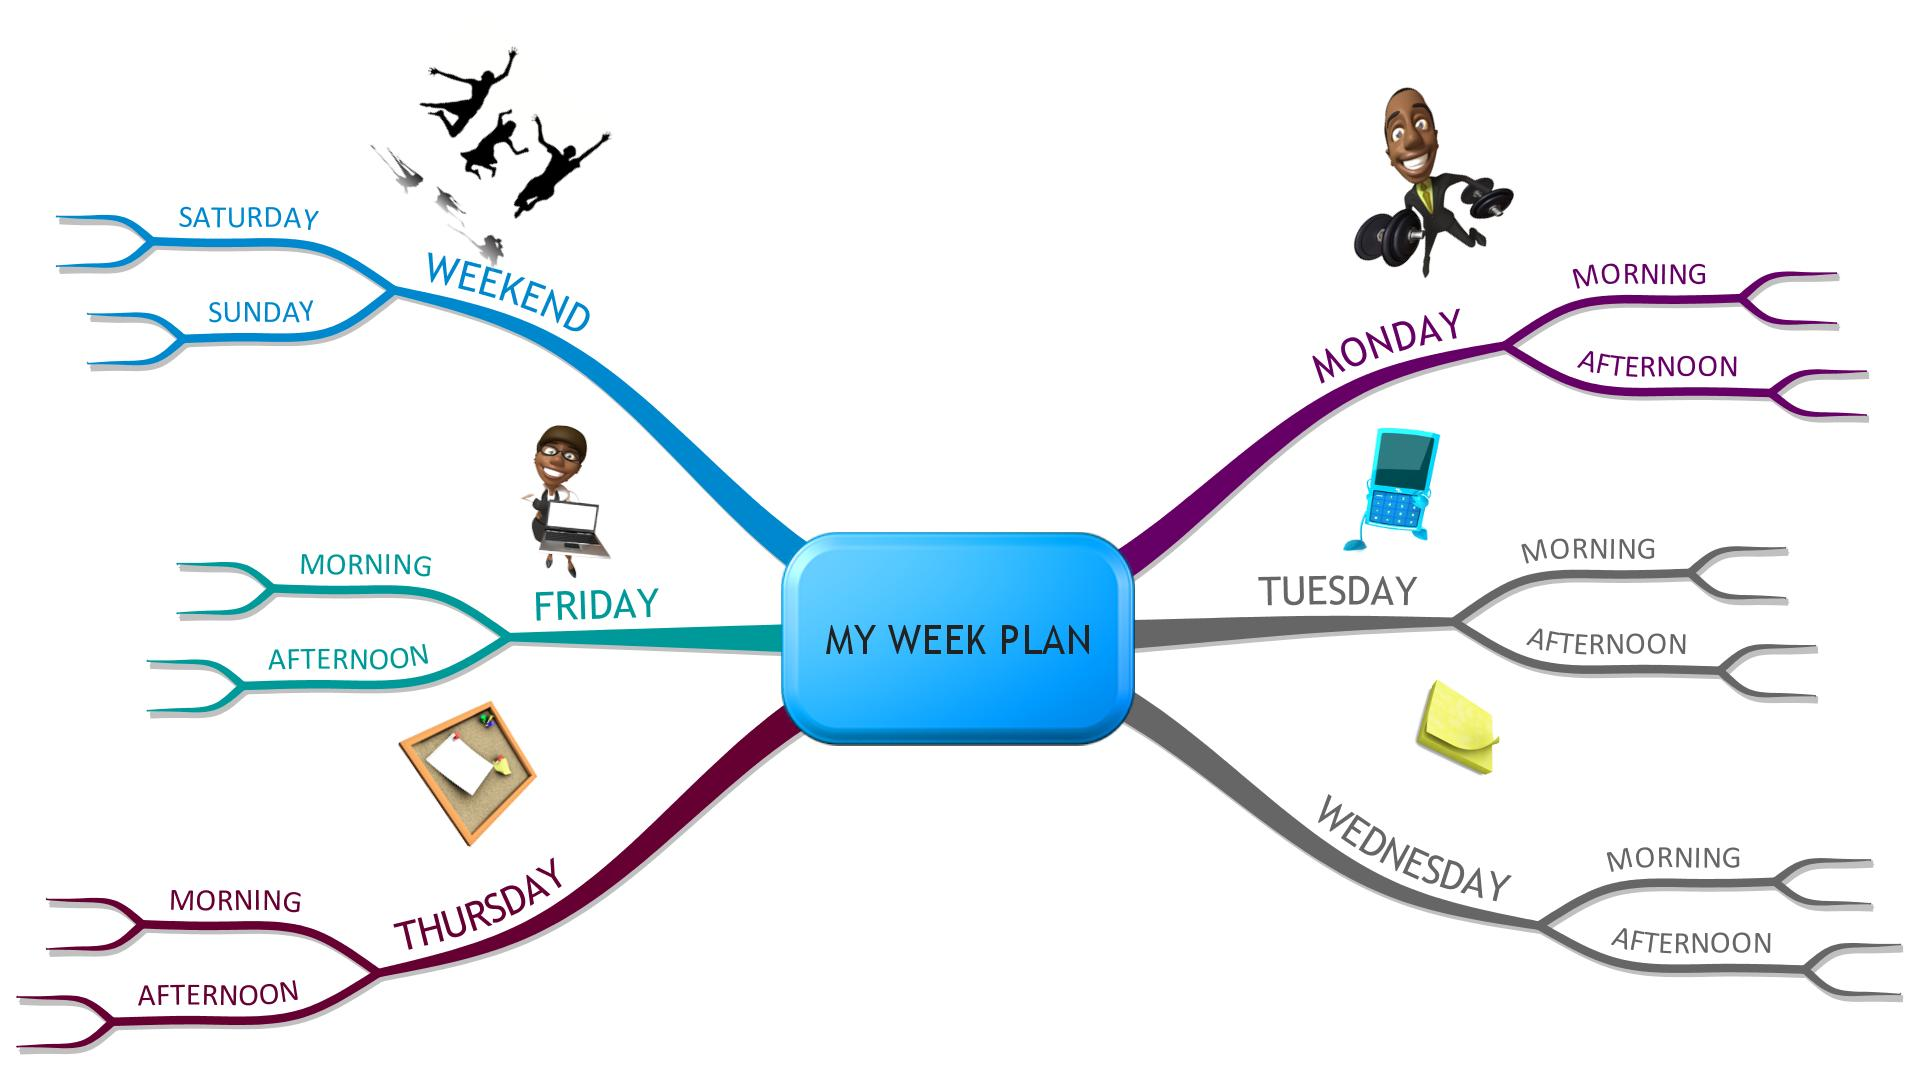 MY WEEK PLAN
MONDAY
MORNING
AFTERNOON
TUESDAY
MORNING
AFTERNOON
WEDNESDAY
MORNING
AFTERNOON
THURSDAY
MORNING
AFTERNOON
FRIDAY
MORNING
AFTERNOON
WEEKEND
SATURDAY
SUNDAY